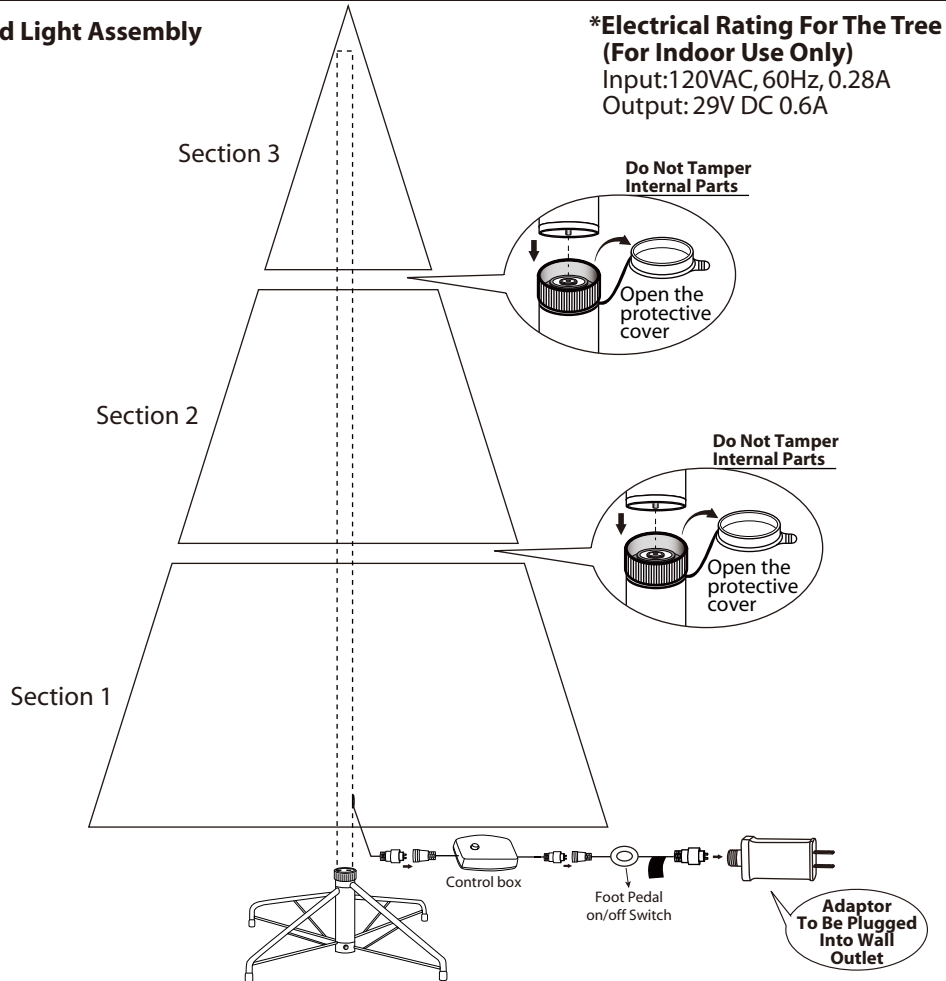 d Light Assembly
*Electrical Rating For The Tree
(For Indoor Use Only)
Input:120VAC, 60Hz, 0.28A
Output: 29V DC 0.6A
Section 3
Do Not Tamper
Internal Parts
Open the
protective
cover
Section 2
Do Not Tamper
Internal Parts
Open the
protective
cover
Section 1
Control box
Foot Pedal
on/off Switch
Adaptor
To Be Plugged
Into Wall
Outlet